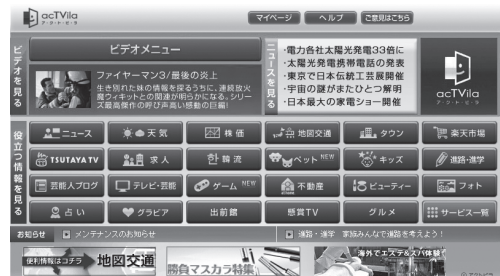 acTVila
アクトビラ
マイページ ヘルプ ご意見はこちら
ビデオを見る
ビデオメニュー
ファイヤーマン3/最後の炎上
生き別れた妹の情報を探るうちに、連続放火
魔ウィキットとの関連が明らかになる。シリー
ズ最高傑作の呼び声高い感動の巨編!
ニュースを見る
・電力各社太陽光発電33倍に
・太陽光発電携帯電話の発表
・東京で日本伝統工芸展開催
・宇宙の謎がまたひとつ解明
・日本最大の家電ショー開催
acTVila
アクトビラ
役立つ情報を見る
ニュース 天気 株価 地図交通 タウン 楽天市場
TSUTAYA TV 求人 韓流 ペット NEW キッズ 進路・学習
芸能人ブログ テレビ・芸能 ゲーム NEW 不動産 ビューティー フォト
占い グラビア 出前館 懸賞TV グルメ サービス一覧
お知らせ メンテナンスのお知らせ 進路・進学 家族みんなで進路を考えよう!
便利情報はコチラ 地図交通
勝負マスカラ特集
海外でエステ&スパ体験